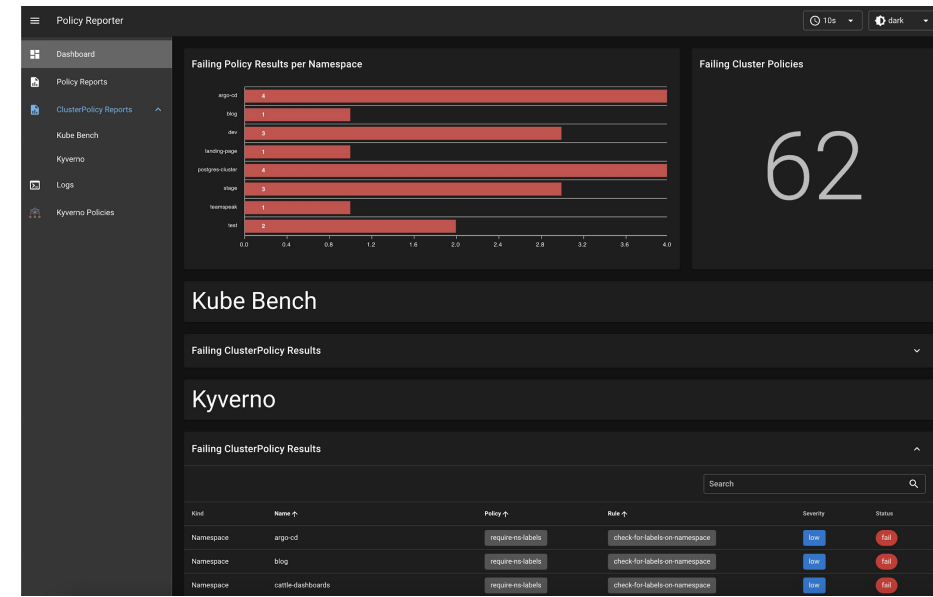 Policy Reporter
10s
dark
Dashboard
Policy Reports
ClusterPolicy Reports
Kube Bench
Kyverno
Logs
Kyverno Policies
Failing Policy Results per Namespace
argo-cd 4
blog 1
dev 3
landing-page 1
postgres-cluster 4
stage 3
teamspeak 1
test 2
0.0 0.4 0.8 1.2 1.6 2.0 2.4 2.8 3.2 3.6 4.0
Failing Cluster Policies
62
Kube Bench
Failing ClusterPolicy Results
Kyverno
Failing ClusterPolicy Results
Search
Kind Name Policy Rule Severity Status
Namespace argo-cd require-ns-labels check-for-labels-on-namespace low fail
Namespace blog require-ns-labels check-for-labels-on-namespace low fail
Namespace cattle-dashboards require-ns-labels check-for-labels-on-namespace low fail